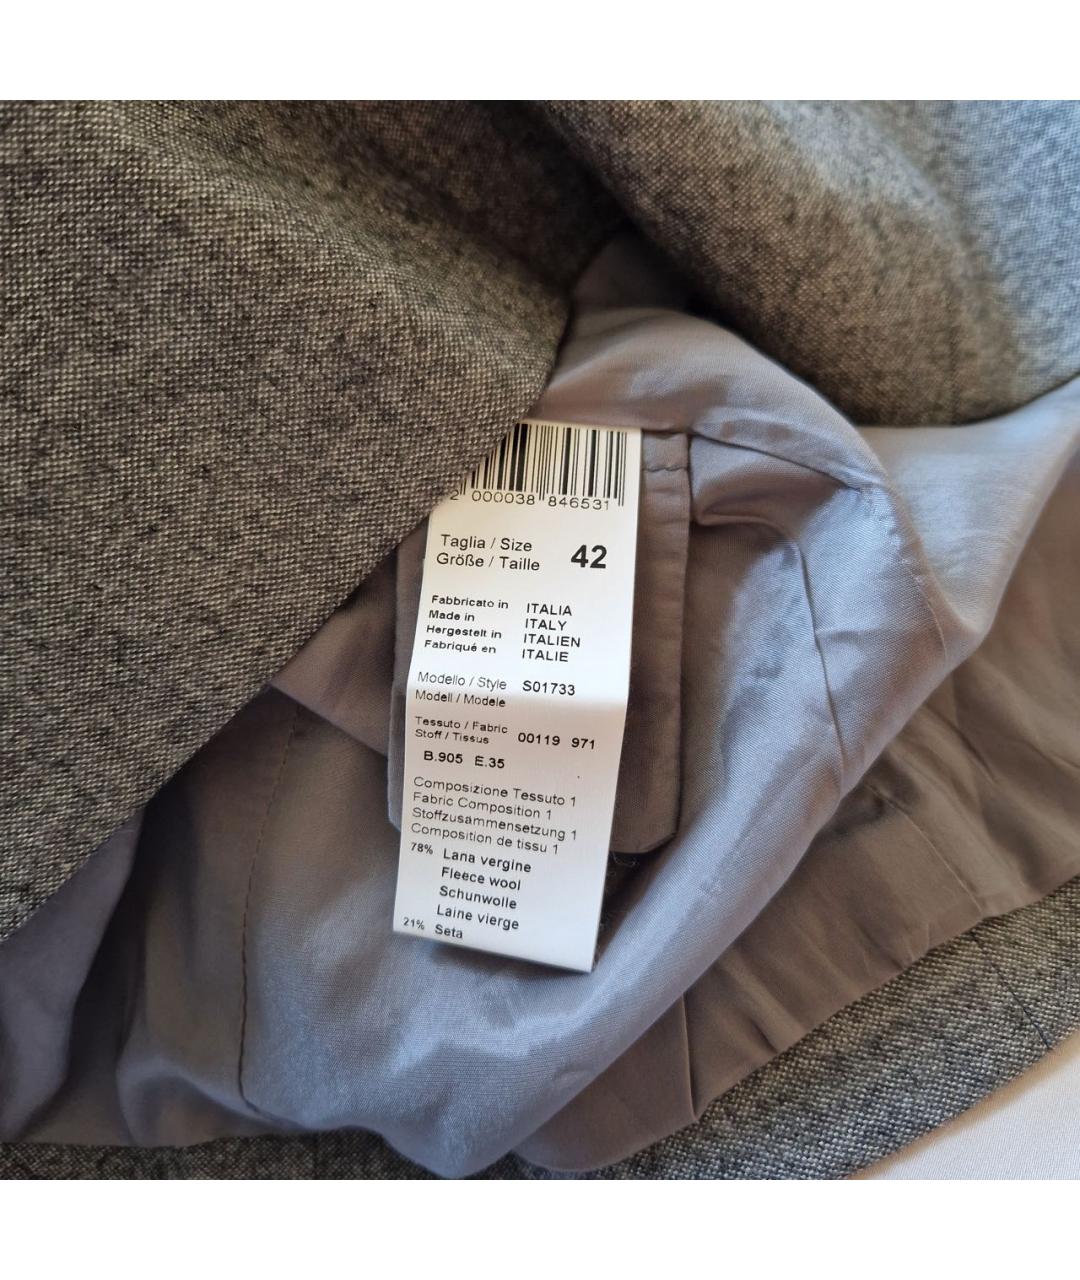 2 000038 846531
Taglia / Size 42
Größe / Taille
Fabbricato in ITALIA
Made in ITALY
Hergestelt in ITALIEN
Fabriqué en ITALIE
Modello / Style S01733
Modell / Modele
Tessuto / Fabric 00119 971
Stoff / Tissus
B.905 E.35
Composizione Tessuto 1
Fabric Composition 1
Stoffzusammensetzung 1
Composition de tissu 1
78% Lana vergine
Fleece wool
Schunwolle
Laine vierge
21% Seta